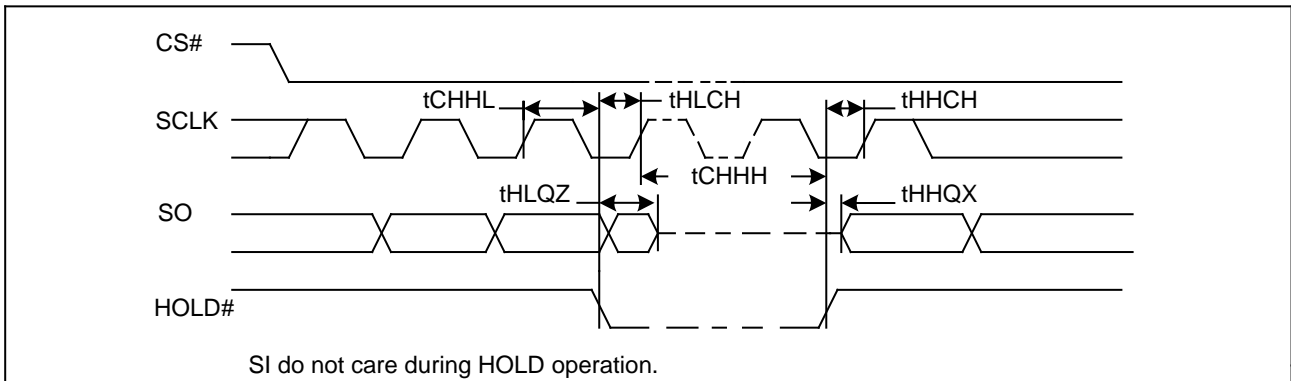 CS#
tCHHL
tHLCH
tHHCH
SCLK
tCHHH
tHLQZ
tHHQX
SO
HOLD#
SI do not care during HOLD operation.